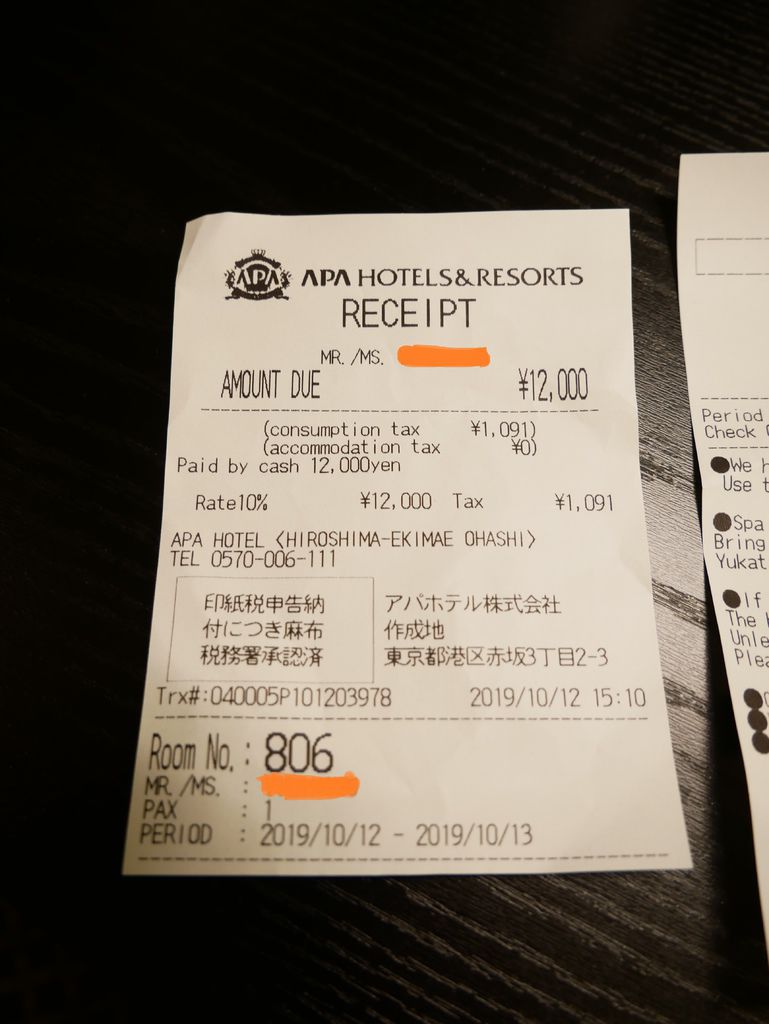 APA
APA HOTELS&RESORTS
RECEIPT
MR./MS.
AMOUNT DUE ¥12,000
(consumption tax ¥1,091)
(accommodation tax ¥0)
Paid by cash 12,000yen
Rate10% ¥12,000 Tax ¥1,091
APA HOTEL 〈HIROSHIMA-EKIMAE OHASHI〉
TEL 0570-006-111
印紙税申告納
付につき麻布
税務署承認済
アパホテル株式会社
作成地
東京都港区赤坂3丁目2-3
Trx#:040005P101203978 2019/10/12 15:10
Room No.: 806
MR./MS. :
PAX : 1
PERIOD : 2019/10/12 - 2019/10/13
Period
Check
●We
Use
●Spa
Bring
●If
The